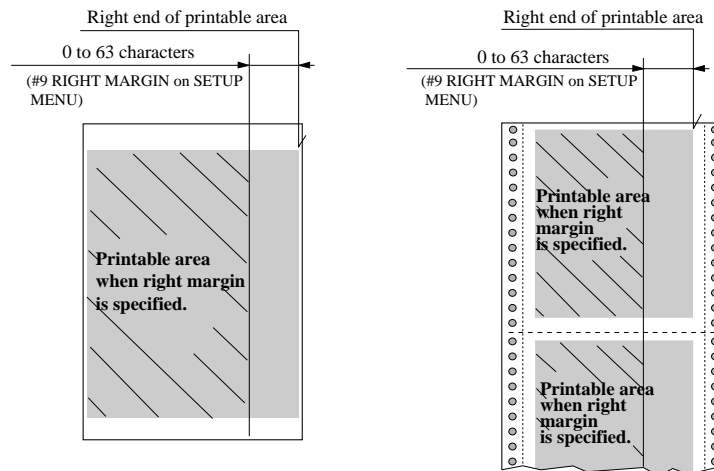 Right end of printable area
0 to 63 characters
(#9 RIGHT MARGIN on SETUP
MENU)
Printable area
when right margin
is specified.
Right end of printable area
0 to 63 characters
(#9 RIGHT MARGIN on SETUP
MENU)
Printable area
when right
margin
is specified.
Printable area
when right
margin
is specified.